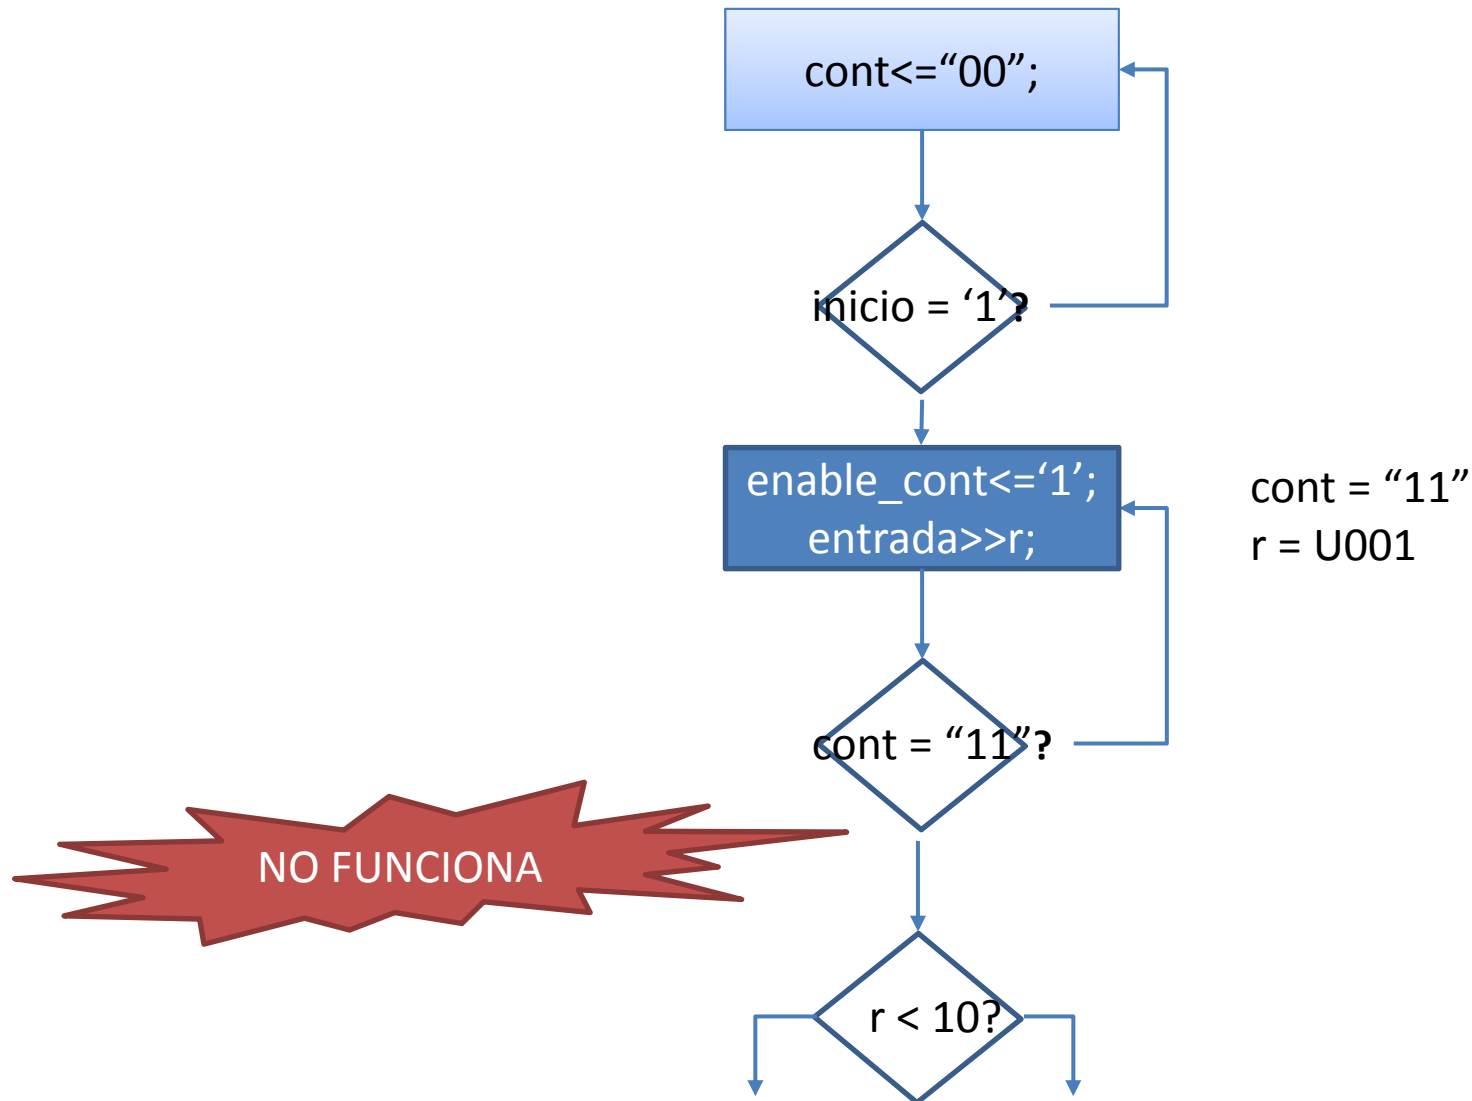 cont<=“00”;
inicio = ‘1’?
enable_cont<=‘1’;
entrada>>r;
cont = “11”
r = U001
cont = “11”?
NO FUNCIONA
r < 10?